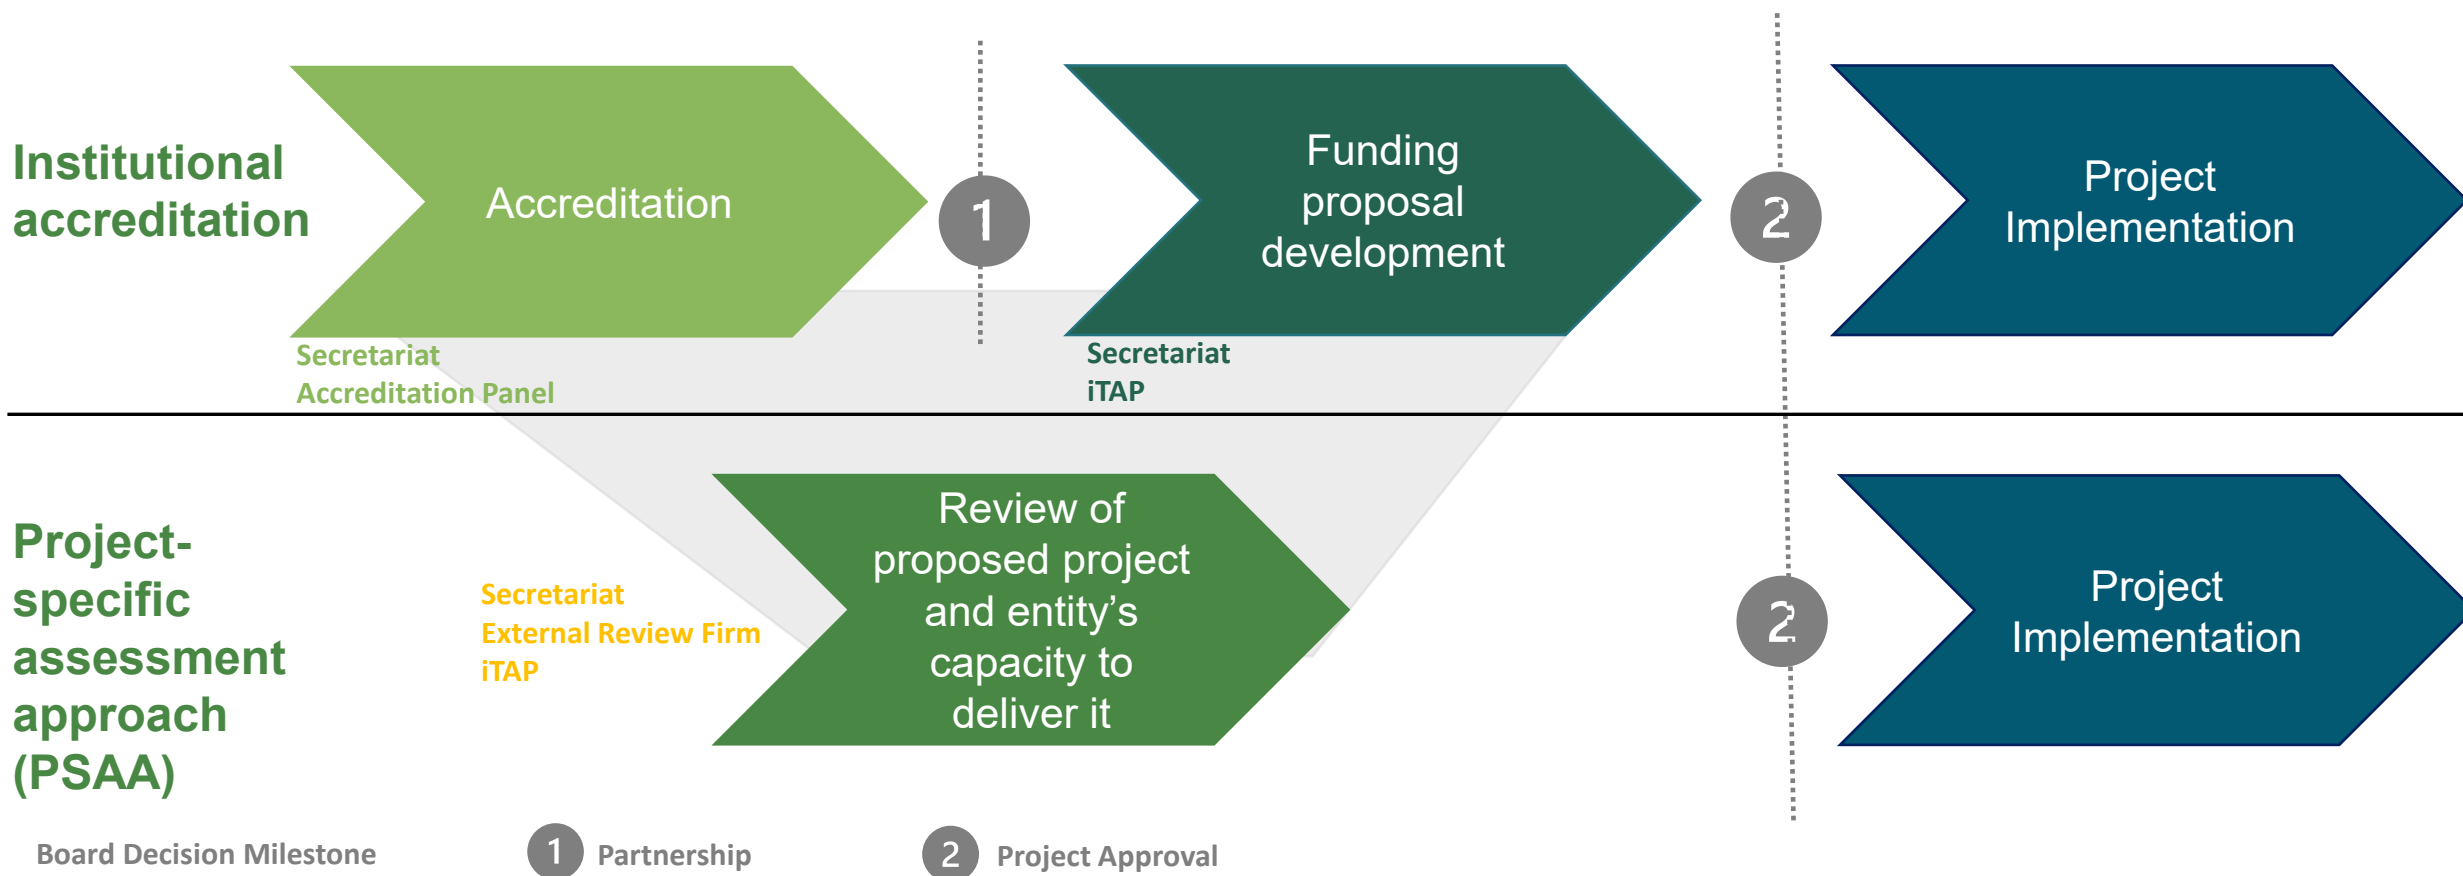 Institutional
accreditation
Accreditation
1
Funding
proposal
development
2
Project
Implementation
Secretariat
Accreditation Panel
Secretariat
iTAP
Project-
specific
assessment
approach
(PSAA)
Secretariat
External Review Firm
iTAP
Review of
proposed project
and entity’s
capacity to
deliver it
2
Project
Implementation
Board Decision Milestone
1 Partnership
2 Project Approval